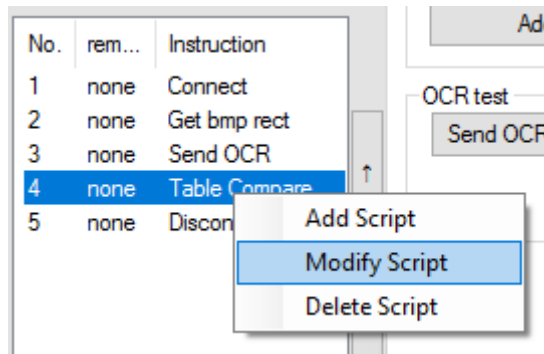 No. rem... Instruction
1 none Connect
2 none Get bmp rect
3 none Send OCR
4 none Table Compare
5 none Discon
Add Script
Modify Script
Delete Script
↑
Ad
OCR test
Send OCR